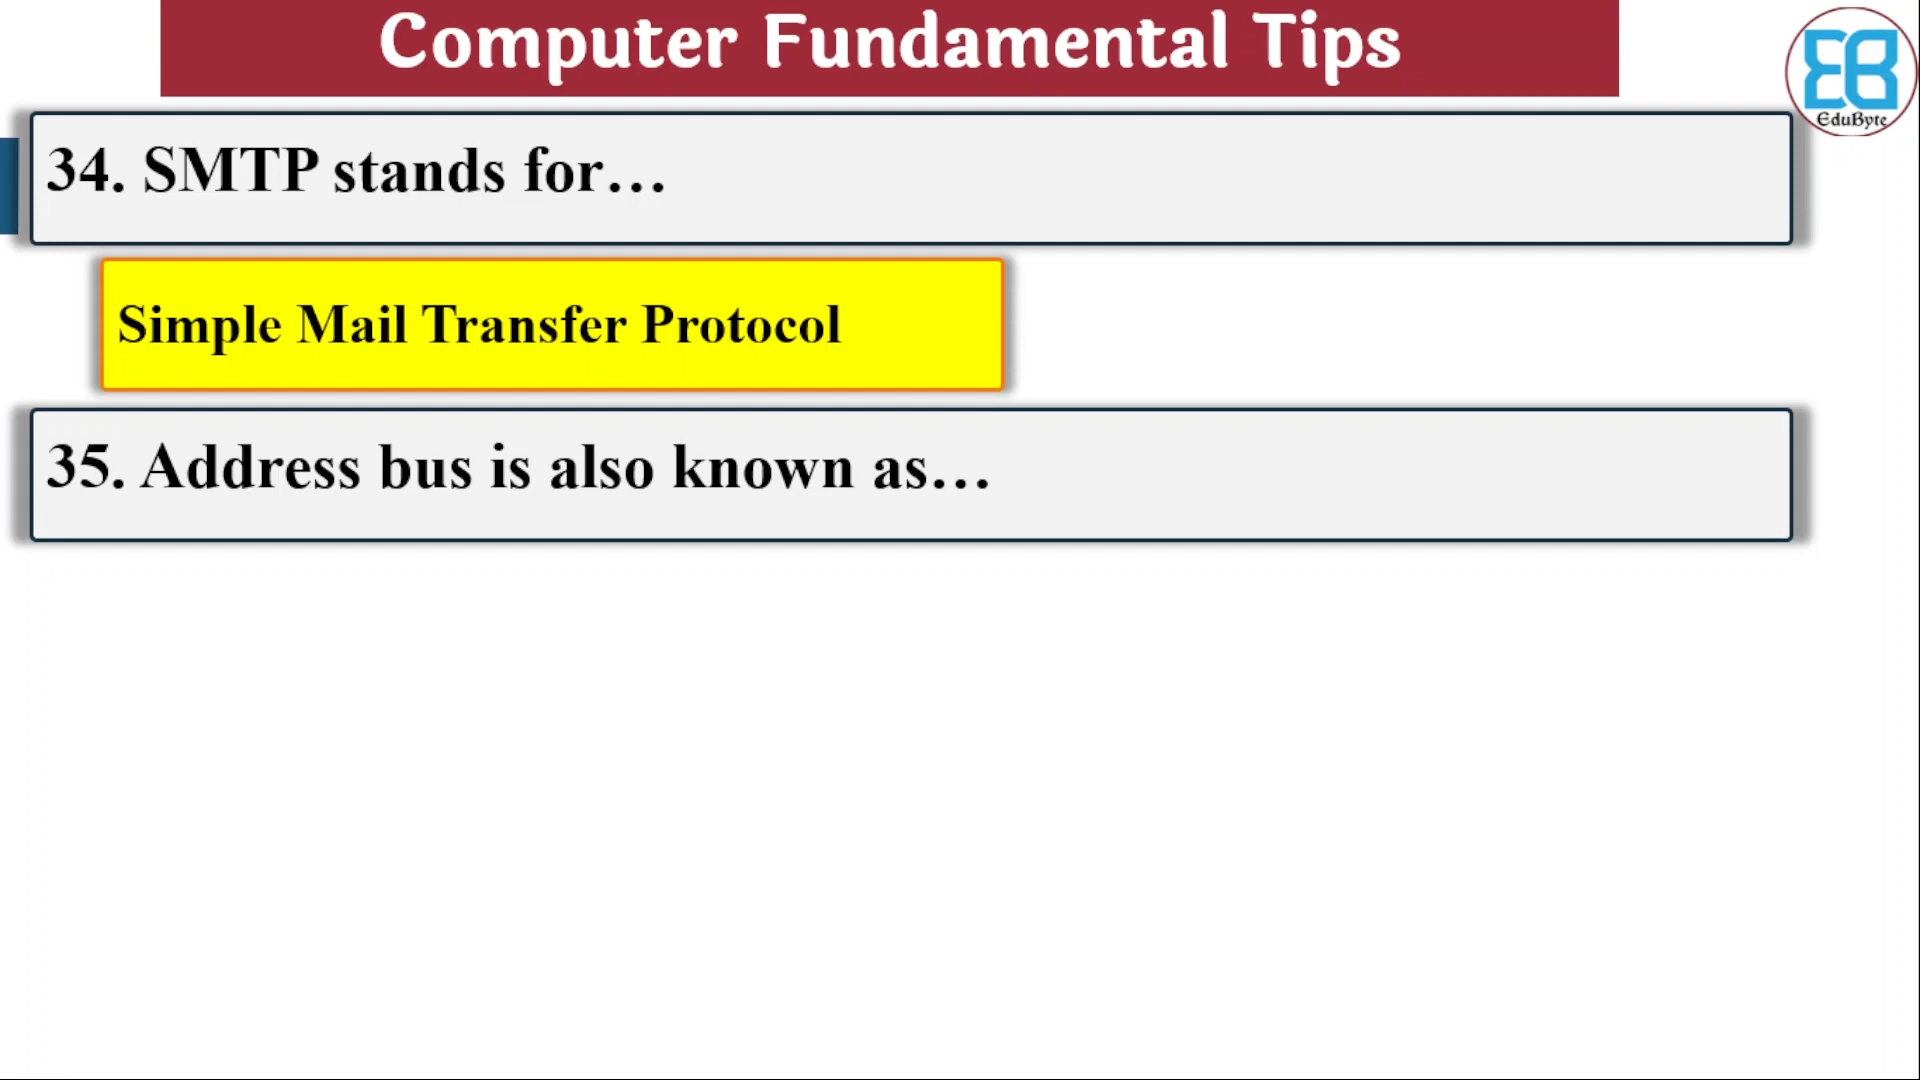 Computer Fundamental Tips
EduByte
34. SMTP stands for…
Simple Mail Transfer Protocol
35. Address bus is also known as…